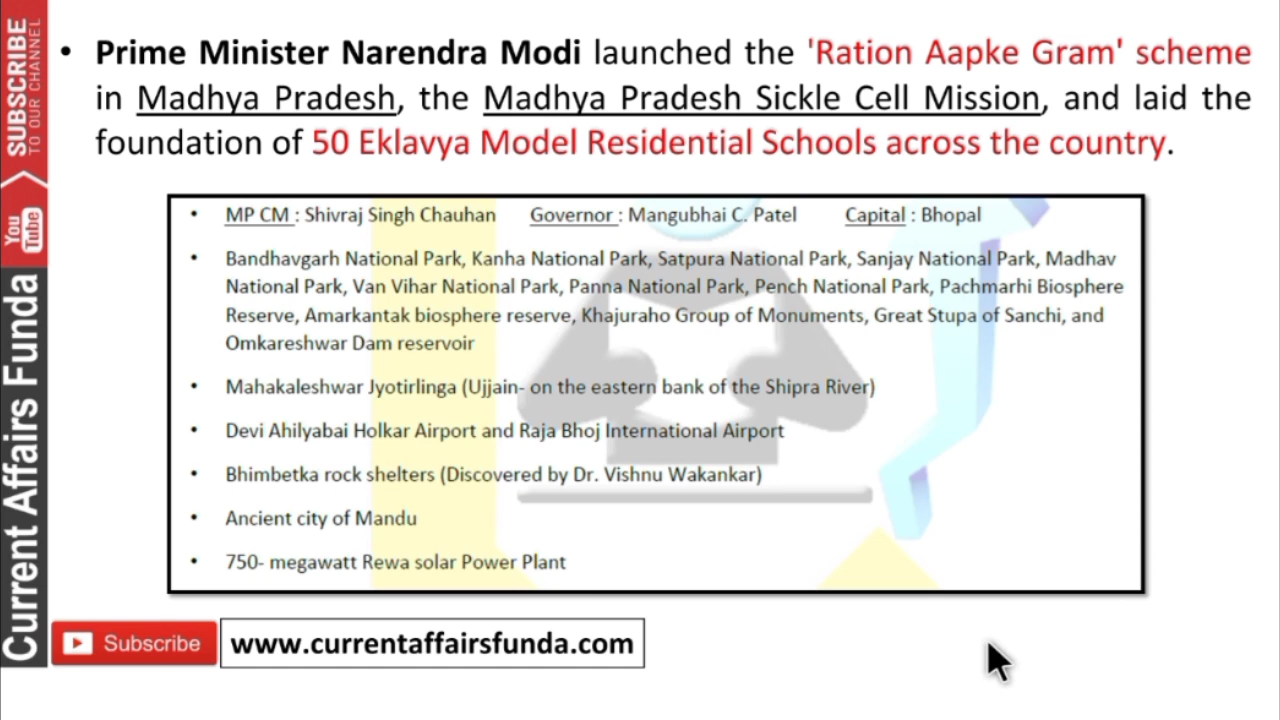 SUBSCRIBE
TO OUR CHANNEL
You
Tube
Current Affairs Funda
• Prime Minister Narendra Modi launched the 'Ration Aapke Gram' scheme
in Madhya Pradesh, the Madhya Pradesh Sickle Cell Mission, and laid the
foundation of 50 Eklavya Model Residential Schools across the country.
• MP CM : Shivraj Singh Chauhan Governor : Mangubhai C. Patel Capital : Bhopal
• Bandhavgarh National Park, Kanha National Park, Satpura National Park, Sanjay National Park, Madhav
National Park, Van Vihar National Park, Panna National Park, Pench National Park, Pachmarhi Biosphere
Reserve, Amarkantak biosphere reserve, Khajuraho Group of Monuments, Great Stupa of Sanchi, and
Omkareshwar Dam reservoir
• Mahakaleshwar Jyotirlinga (Ujjain- on the eastern bank of the Shipra River)
• Devi Ahilyabai Holkar Airport and Raja Bhoj International Airport
• Bhimbetka rock shelters (Discovered by Dr. Vishnu Wakankar)
• Ancient city of Mandu
• 750- megawatt Rewa solar Power Plant
Subscribe
www.currentaffairsfunda.com